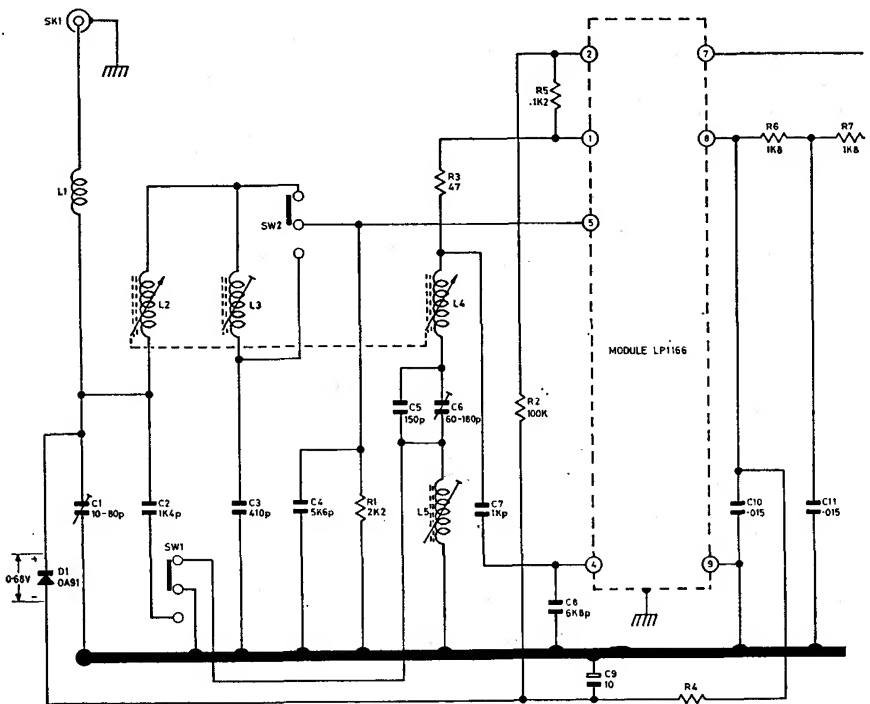 SK1
2
7
R5
.1K2
1
8
R6
1K8
R7
1K8
L1
R3
47
SW2
5
L2
L3
L4
MODULE LP1166
C5
150p
C6
60-180p
R2
100K
C1
10-80p
C2
1K4p
C3
410p
C4
5K6p
R1
2K2
L5
C7
1Kp
C10
·015
C11
·015
SW1
+
0·68V
-
D1
OA91
4
9
C8
6K8p
C9
10
R4